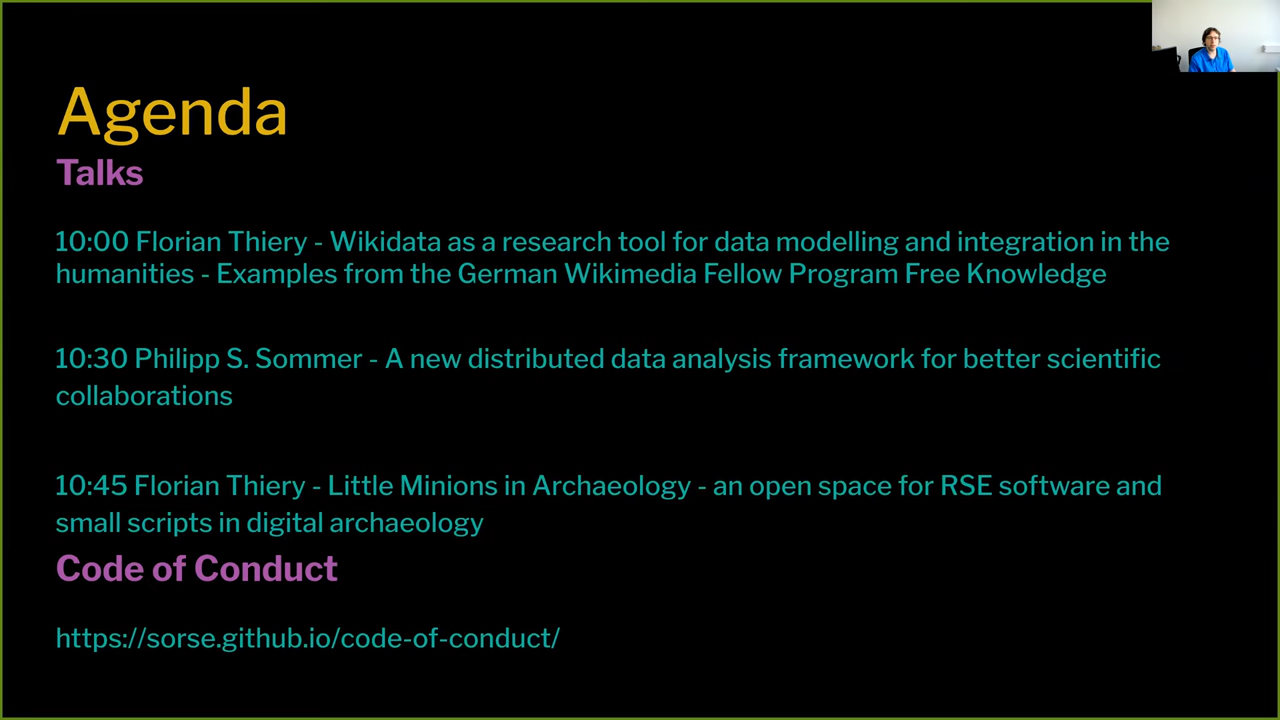 Agenda
Talks
10:00 Florian Thiery - Wikidata as a research tool for data modelling and integration in the
humanities - Examples from the German Wikimedia Fellow Program Free Knowledge
10:30 Philipp S. Sommer - A new distributed data analysis framework for better scientific
collaborations
10:45 Florian Thiery - Little Minions in Archaeology - an open space for RSE software and
small scripts in digital archaeology
Code of Conduct
https://sorse.github.io/code-of-conduct/